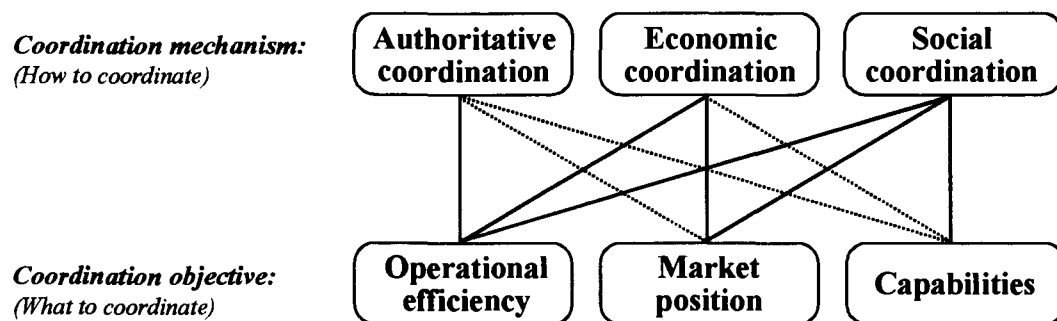 Coordination mechanism:
(How to coordinate)
Authoritative
coordination
Economic
coordination
Social
coordination
Coordination objective:
(What to coordinate)
Operational
efficiency
Market
position
Capabilities